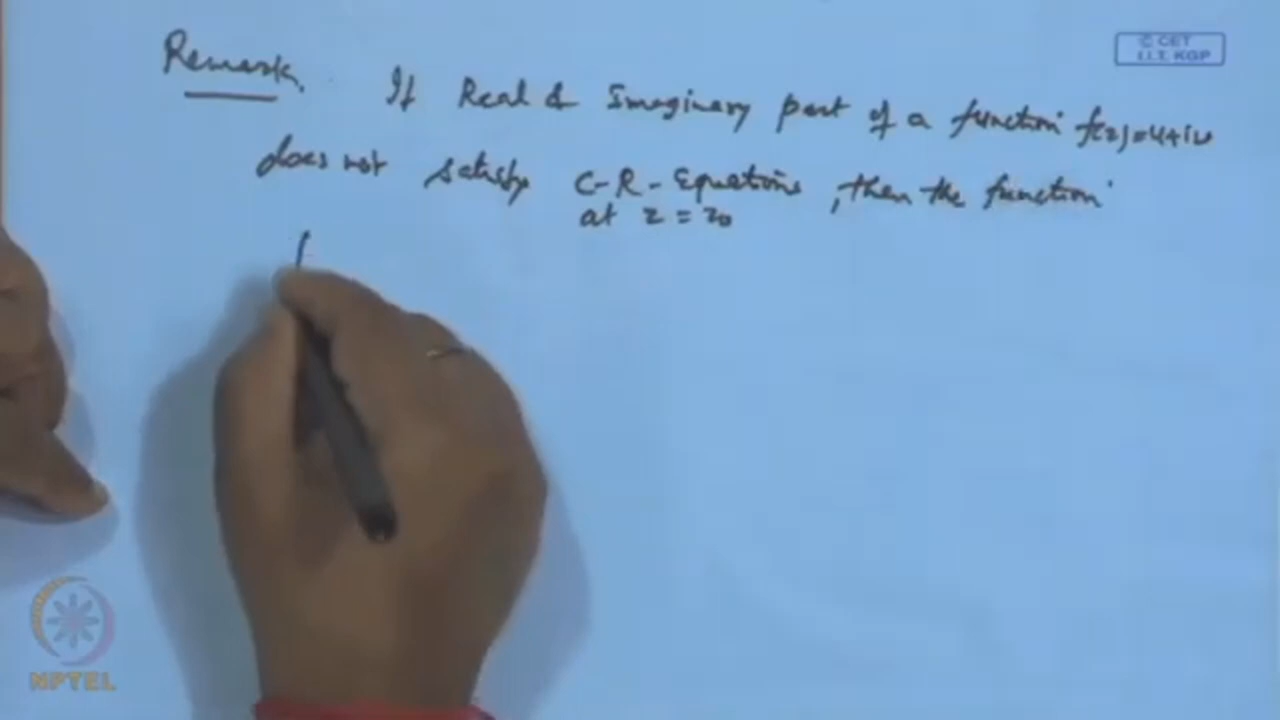 © CET
I.I.T. KGP
Remark. If Real & Imaginary part of a function f(z)=u+iv
does not satisfy C-R-Equations, then the function
at z = z0
f
NPTEL